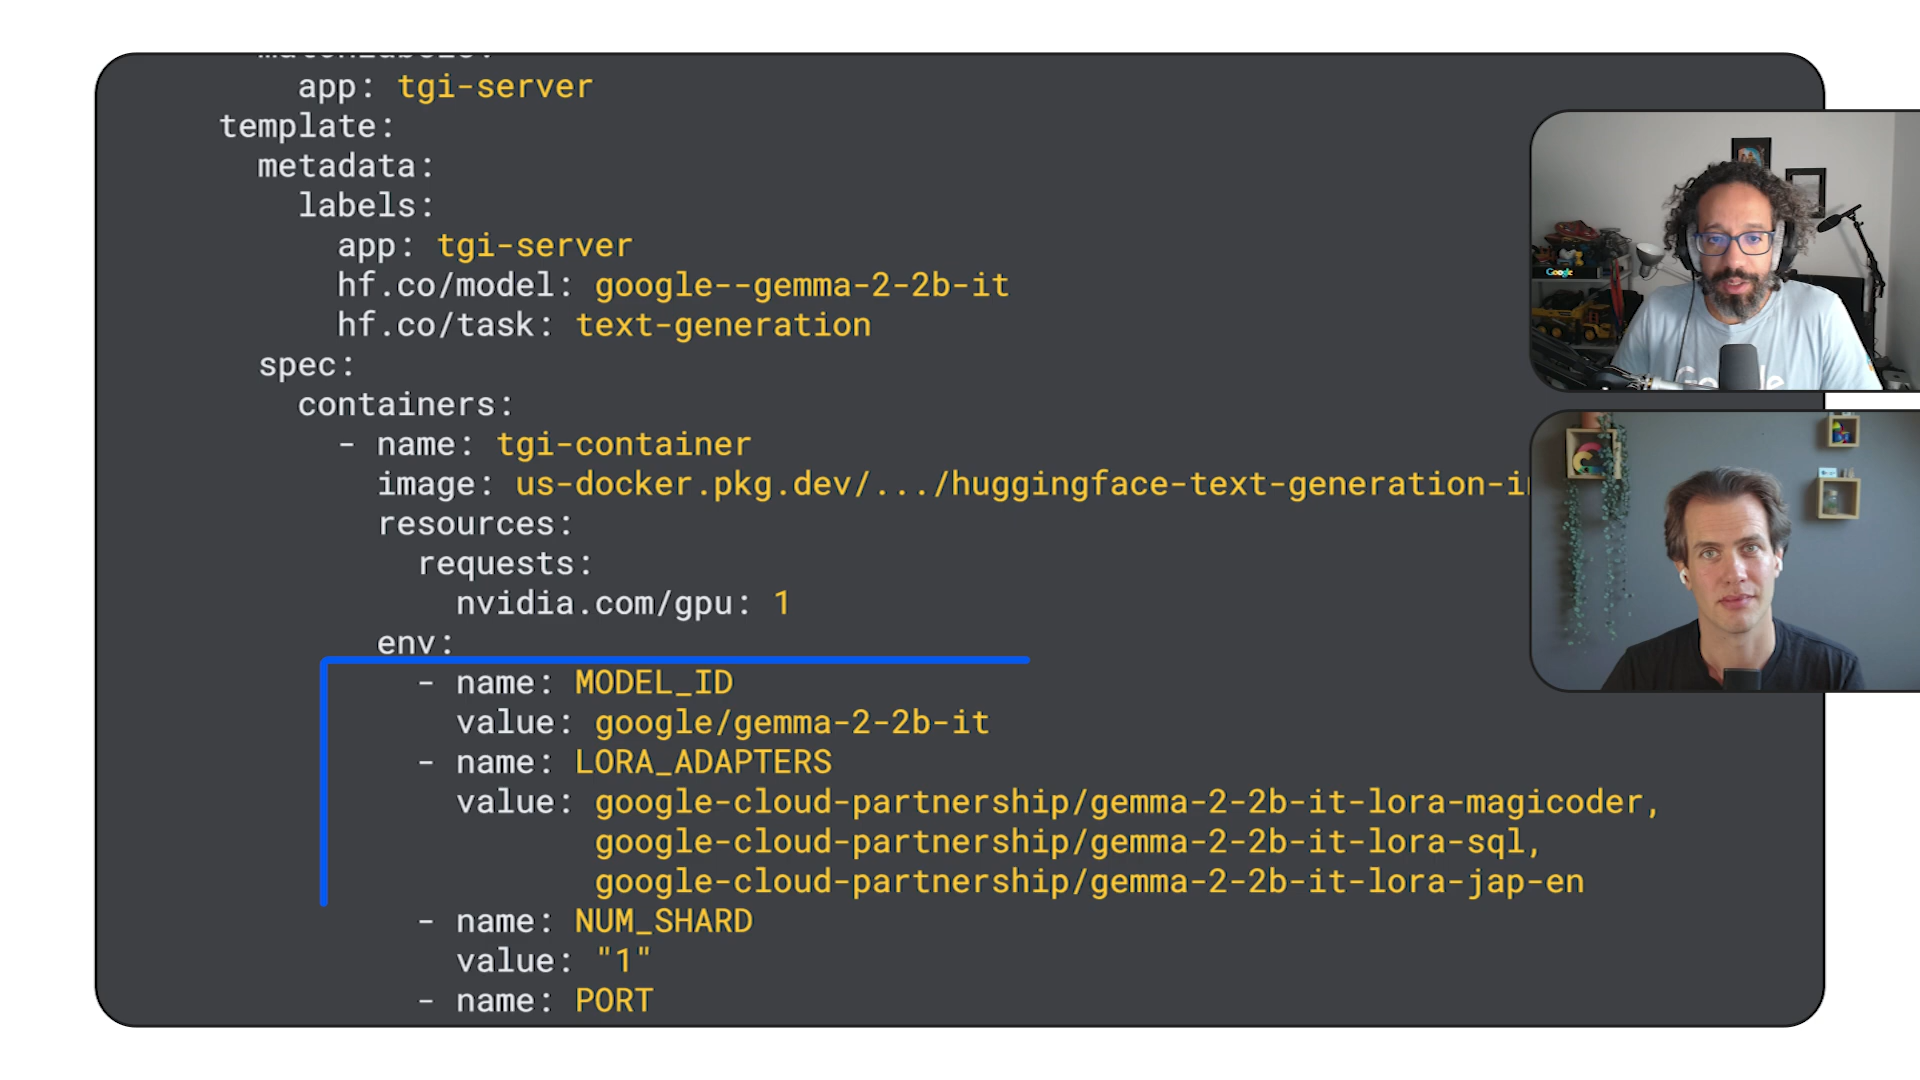 app: tgi-server
template:
metadata:
labels:
app: tgi-server
hf.co/model: google--gemma-2-2b-it
hf.co/task: text-generation
spec:
containers:
- name: tgi-container
image: us-docker.pkg.dev/.../huggingface-text-generation-i
resources:
requests:
nvidia.com/gpu: 1
env:
- name: MODEL_ID
value: google/gemma-2-2b-it
- name: LORA_ADAPTERS
value: google-cloud-partnership/gemma-2-2b-it-lora-magicoder,
google-cloud-partnership/gemma-2-2b-it-lora-sql,
google-cloud-partnership/gemma-2-2b-it-lora-jap-en
- name: NUM_SHARD
value: "1"
- name: PORT
Google
Google